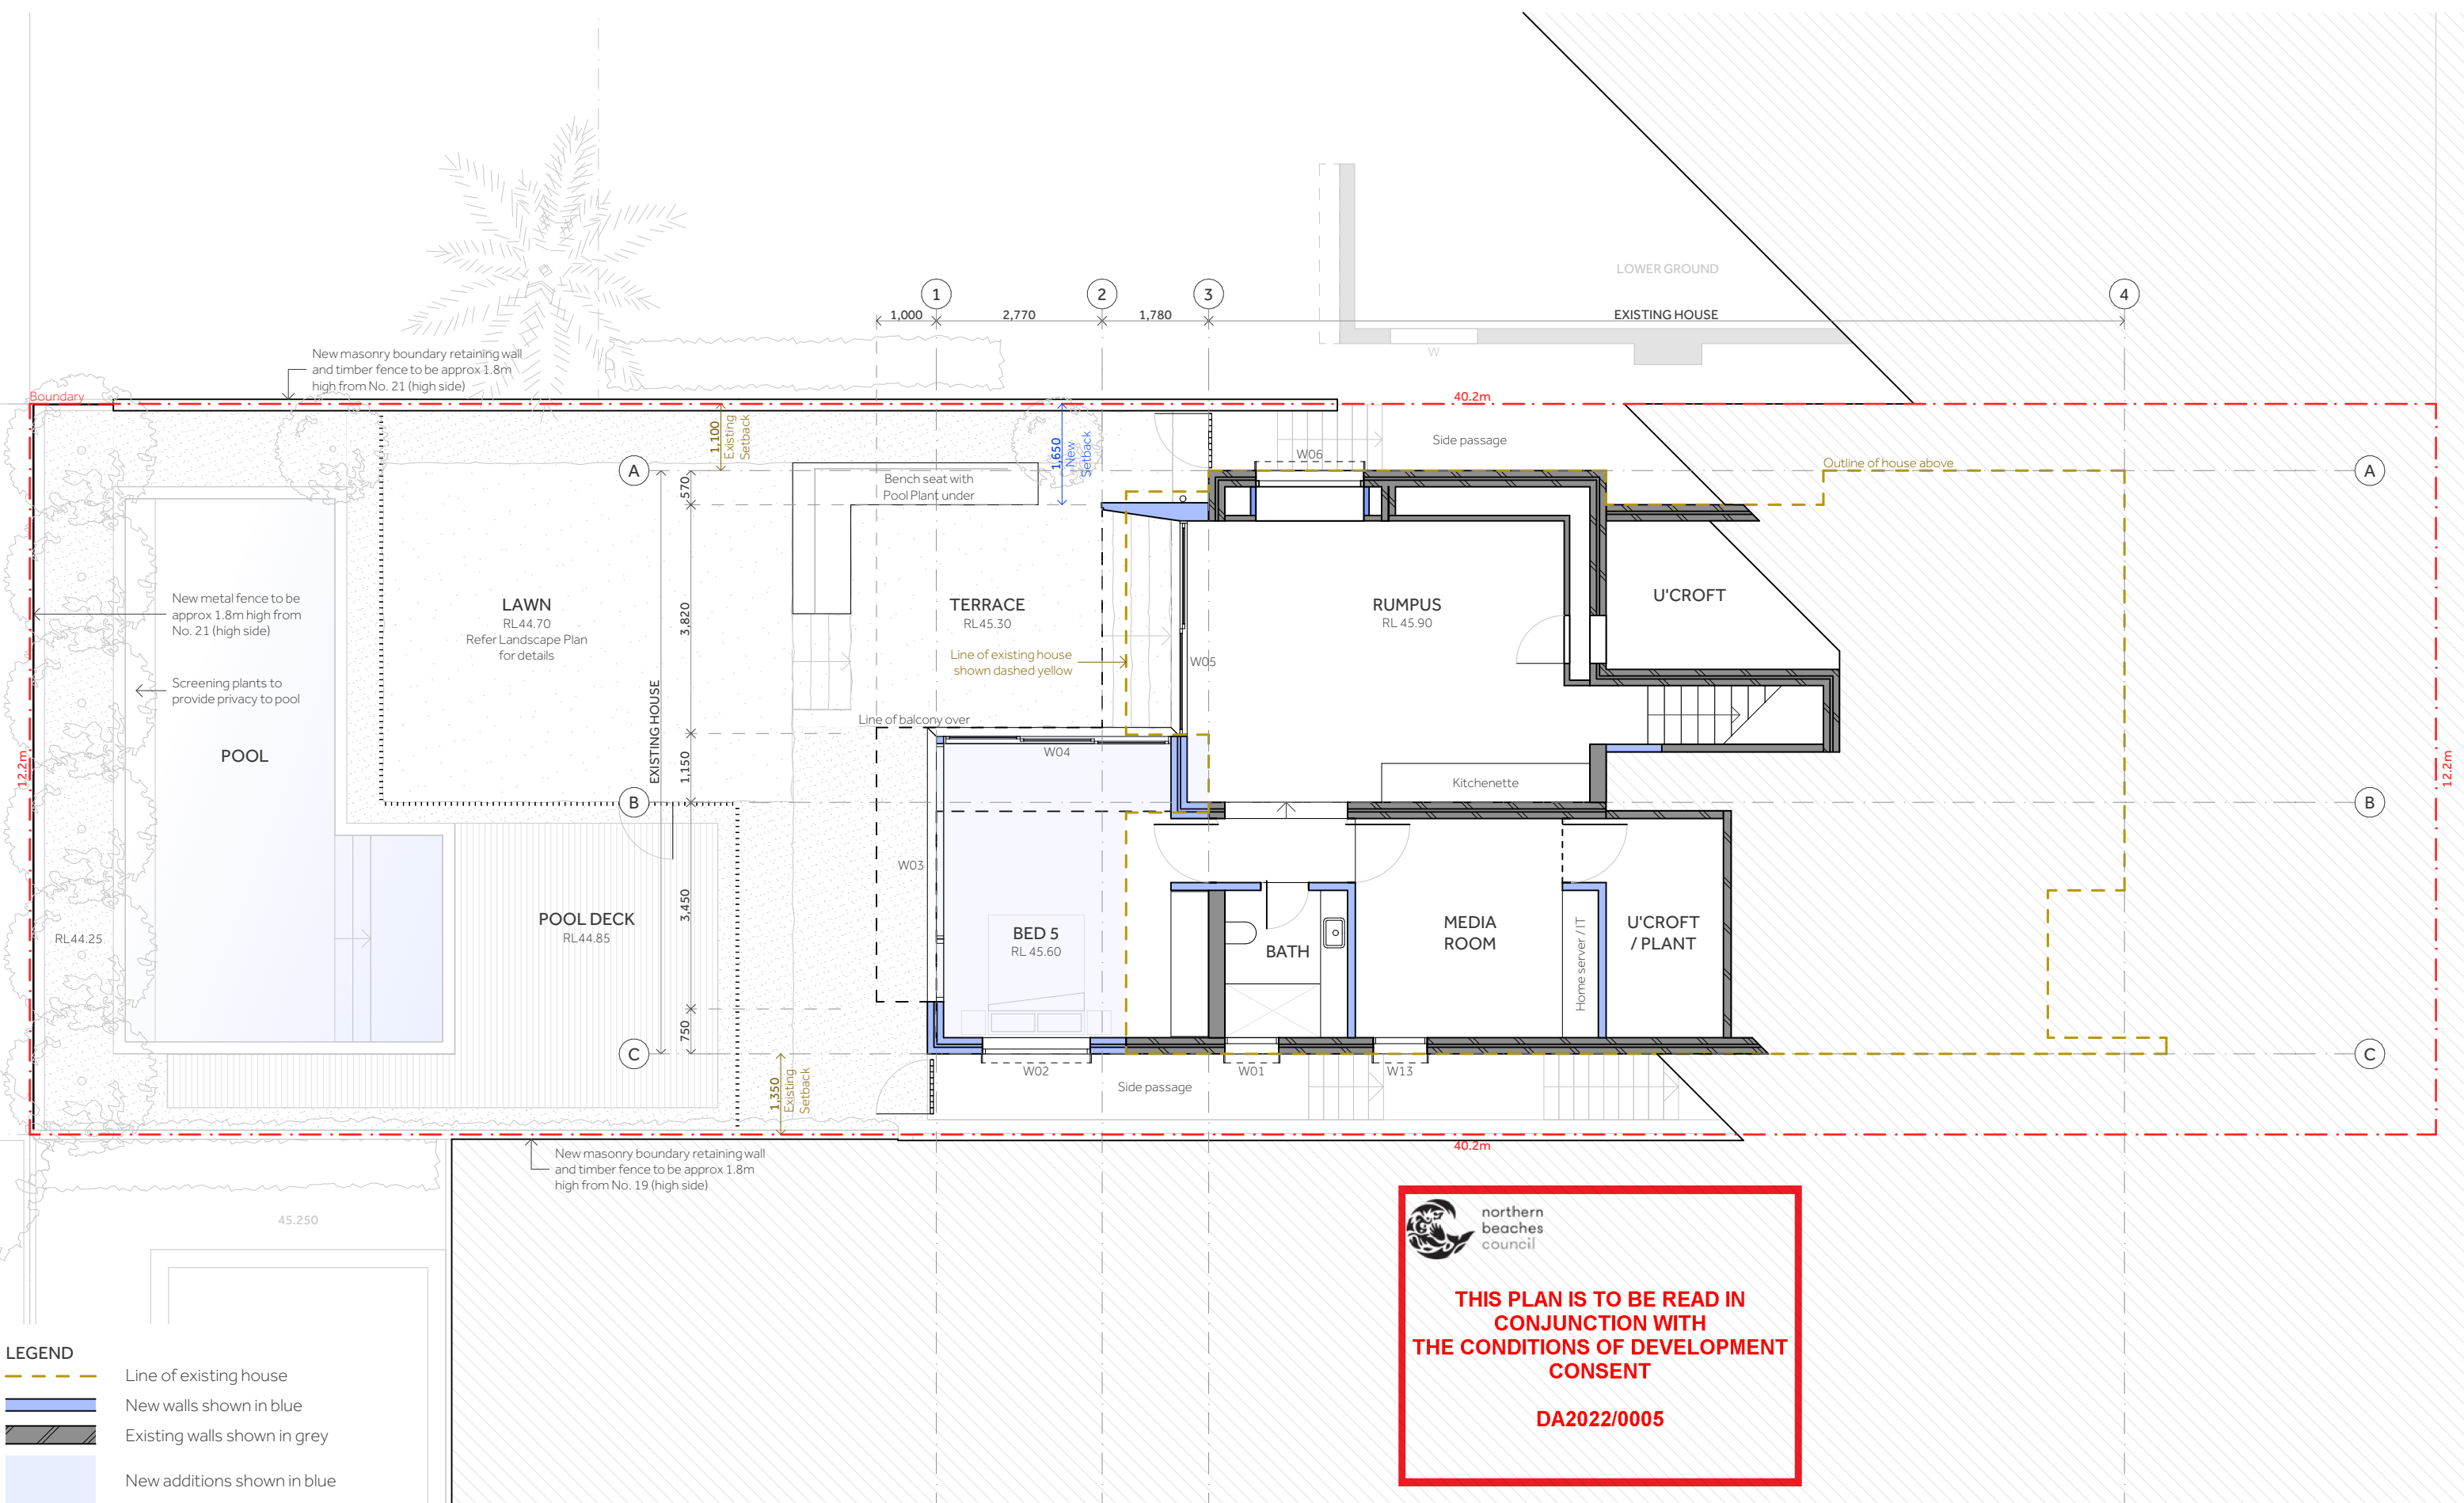 LOWER GROUND
1
2
3
4
1,000
2,770
1,780
EXISTING HOUSE
W
New masonry boundary retaining wall
and timber fence to be approx 1.8m
high from No. 21 (high side)
Boundary
40.2m
1,100
Existing
Setback
1,650
New
Setback
Side passage
W06
Outline of house above
A
A
570
Bench seat with
Pool Plant under
New metal fence to be
approx 1.8m high from
No. 21 (high side)
LAWN
RL44.70
Refer Landscape Plan
for details
3,820
TERRACE
RL45.30
RUMPUS
RL 45.90
U'CROFT
Line of existing house
shown dashed yellow
W05
Screening plants to
provide privacy to pool
EXISTING HOUSE
Line of balcony over
W04
POOL
12.2m
1,150
Kitchenette
12.2m
B
B
W03
3,450
POOL DECK
RL44.85
RL44.25
BED 5
RL 45.60
BATH
MEDIA
ROOM
Home server / IT
U'CROFT
/ PLANT
750
C
C
W02
W01
W13
1,350
Existing
Setback
Side passage
40.2m
New masonry boundary retaining wall
and timber fence to be approx 1.8m
high from No. 19 (high side)
45.250
northern
beaches
council
THIS PLAN IS TO BE READ IN
CONJUNCTION WITH
THE CONDITIONS OF DEVELOPMENT
CONSENT
DA2022/0005
LEGEND
Line of existing house
New walls shown in blue
Existing walls shown in grey
New additions shown in blue